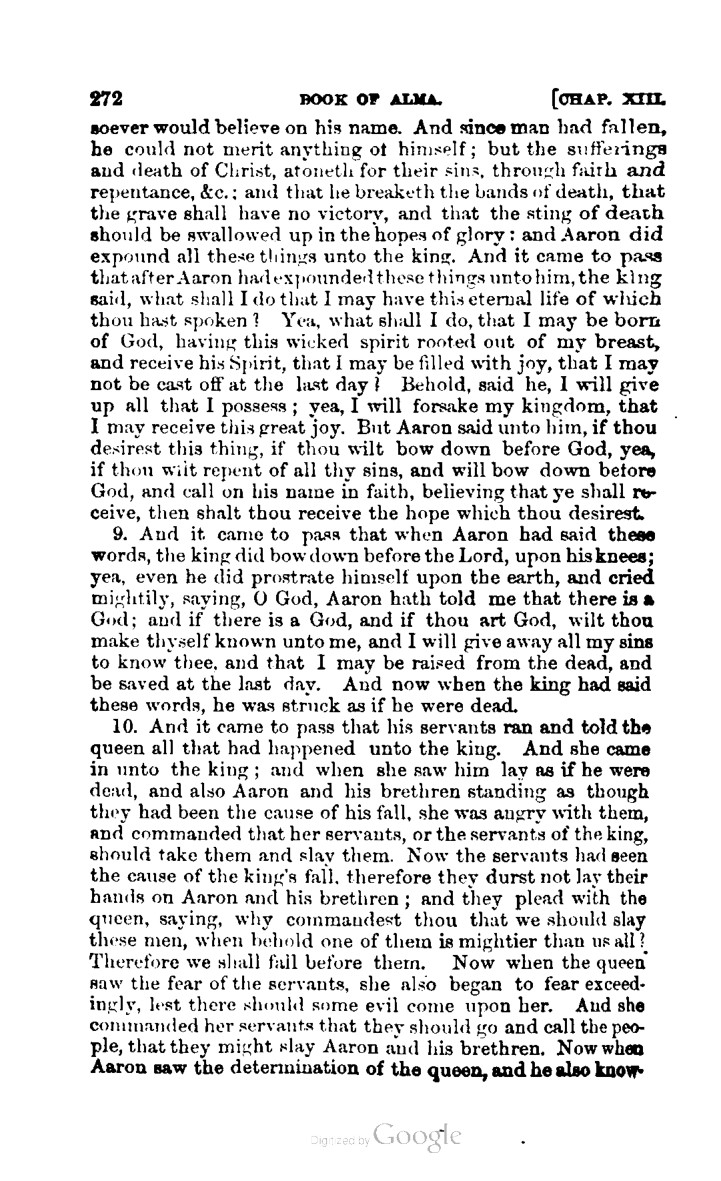 272 BOOK OF ALMA. [CHAP. XIII.
soever would believe on his name. And since man had fallen,
he could not merit anything of himself; but the sufferings
and death of Christ, atoneth for their sins, through faith and
repentance, &c.; and that he breaketh the bands of death, that
the grave shall have no victory, and that the sting of death
should be swallowed up in the hopes of glory: and Aaron did
expound all these things unto the king. And it came to pass
that after Aaron had expounded these things unto him, the king
said, what shall I do that I may have this eternal life of which
thou hast spoken? Yea, what shall I do, that I may be born
of God, having this wicked spirit rooted out of my breast,
and receive his Spirit, that I may be filled with joy, that I may
not be cast off at the last day? Behold, said he, I will give
up all that I possess; yea, I will forsake my kingdom, that
I may receive this great joy. But Aaron said unto him, if thou
desirest this thing, if thou wilt bow down before God, yea,
if thou wilt repent of all thy sins, and will bow down before
God, and call on his name in faith, believing that ye shall re-
ceive, then shalt thou receive the hope which thou desirest.
9. And it came to pass that when Aaron had said these
words, the king did bow down before the Lord, upon his knees;
yea, even he did prostrate himself upon the earth, and cried
mightily, saying, O God, Aaron hath told me that there is a
God; and if there is a God, and if thou art God, wilt thou
make thyself known unto me, and I will give away all my sins
to know thee, and that I may be raised from the dead, and
be saved at the last day. And now when the king had said
these words, he was struck as if he were dead.
10. And it came to pass that his servants ran and told the
queen all that had happened unto the king. And she came
in unto the king; and when she saw him lay as if he were
dead, and also Aaron and his brethren standing as though
they had been the cause of his fall, she was angry with them,
and commanded that her servants, or the servants of the king,
should take them and slay them. Now the servants had seen
the cause of the king's fall, therefore they durst not lay their
hands on Aaron and his brethren; and they plead with the
queen, saying, why commandest thou that we should slay
these men, when behold one of them is mightier than us all?
Therefore we shall fall before them. Now when the queen
saw the fear of the servants, she also began to fear exceed-
ingly, lest there should some evil come upon her. And she
commanded her servants that they should go and call the peo-
ple, that they might slay Aaron and his brethren. Now when
Aaron saw the determination of the queen, and he also know-
Digitized by Google